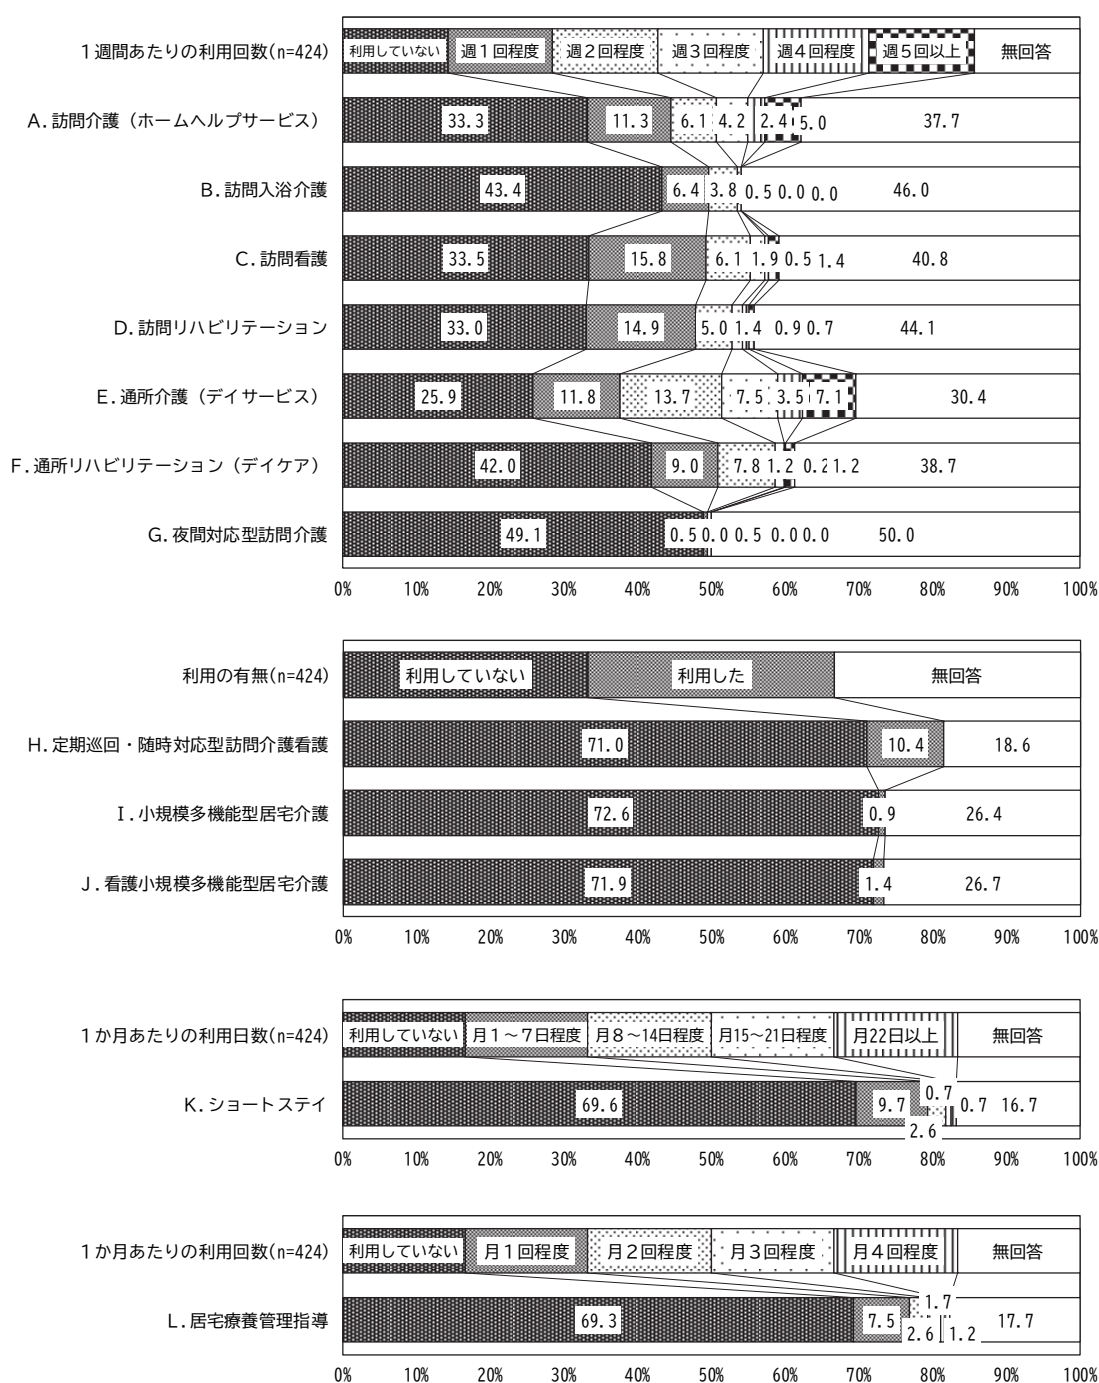 1週間あたりの利用回数(n=424) 利用していない 週1回程度 週2回程度 週3回程度 週4回程度 週5回以上 無回答
A.訪問介護（ホームヘルプサービス） 33.3 11.3 6.1 4.2 2.4 5.0 37.7
B.訪問入浴介護 43.4 6.4 3.8 0.5 0.0 0.0 46.0
C.訪問看護 33.5 15.8 6.1 1.9 0.5 1.4 40.8
D.訪問リハビリテーション 33.0 14.9 5.0 1.4 0.9 0.7 44.1
E.通所介護（デイサービス） 25.9 11.8 13.7 7.5 3.5 7.1 30.4
F.通所リハビリテーション（デイケア） 42.0 9.0 7.8 1.2 0.2 1.2 38.7
G.夜間対応型訪問介護 49.1 0.5 0.0 0.5 0.0 0.0 50.0
0% 10% 20% 30% 40% 50% 60% 70% 80% 90% 100%
利用の有無(n=424) 利用していない 利用した 無回答
H.定期巡回・随時対応型訪問介護看護 71.0 10.4 18.6
I.小規模多機能型居宅介護 72.6 0.9 26.4
J.看護小規模多機能型居宅介護 71.9 1.4 26.7
0% 10% 20% 30% 40% 50% 60% 70% 80% 90% 100%
1か月あたりの利用日数(n=424) 利用していない 月1～7日程度 月8～14日程度 月15～21日程度 月22日以上 無回答
K.ショートステイ 69.6 9.7 2.6 0.7 0.7 16.7
0% 10% 20% 30% 40% 50% 60% 70% 80% 90% 100%
1か月あたりの利用回数(n=424) 利用していない 月1回程度 月2回程度 月3回程度 月4回程度 無回答
L.居宅療養管理指導 69.3 7.5 2.6 1.7 1.2 17.7
0% 10% 20% 30% 40% 50% 60% 70% 80% 90% 100%